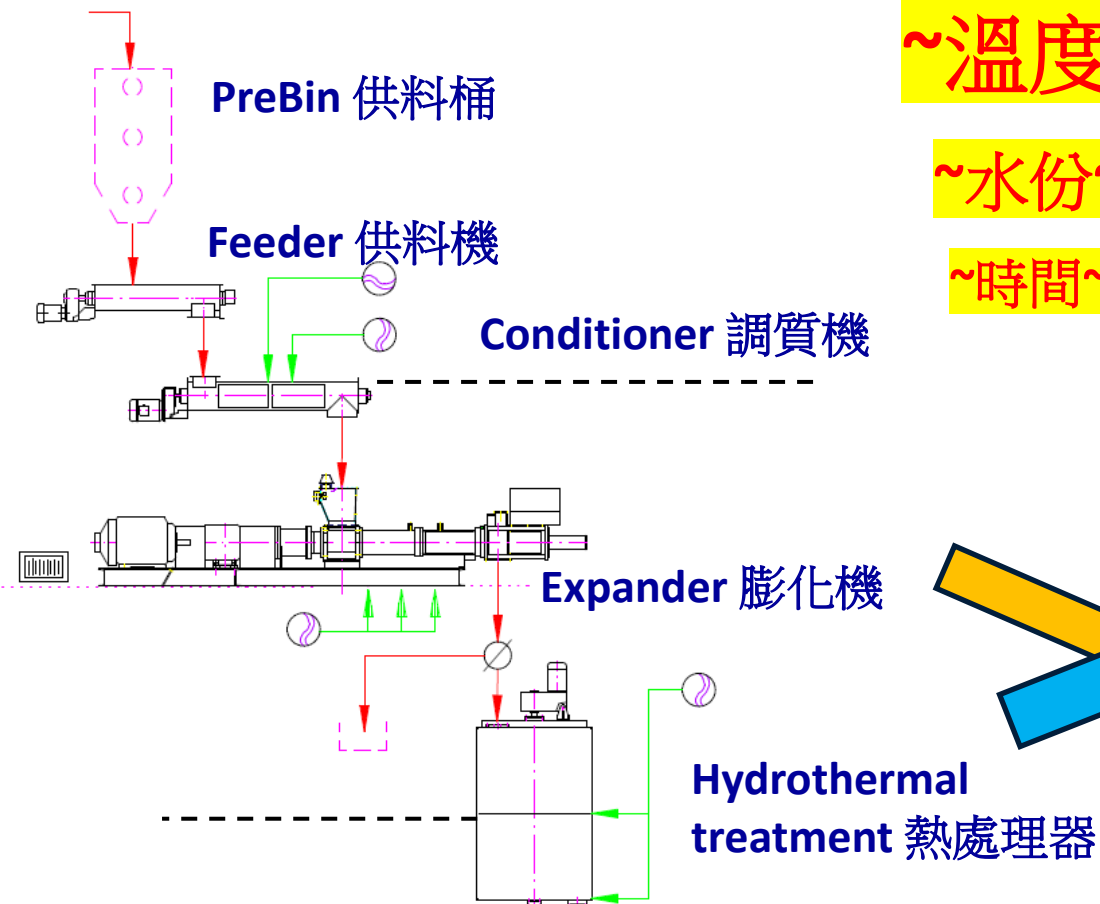 ~溫度
PreBin 供料桶
~水份~
Feeder 供料機
~時間~
Conditioner 調質機
Expander 膨化機
Hydrothermal
treatment 熱處理器